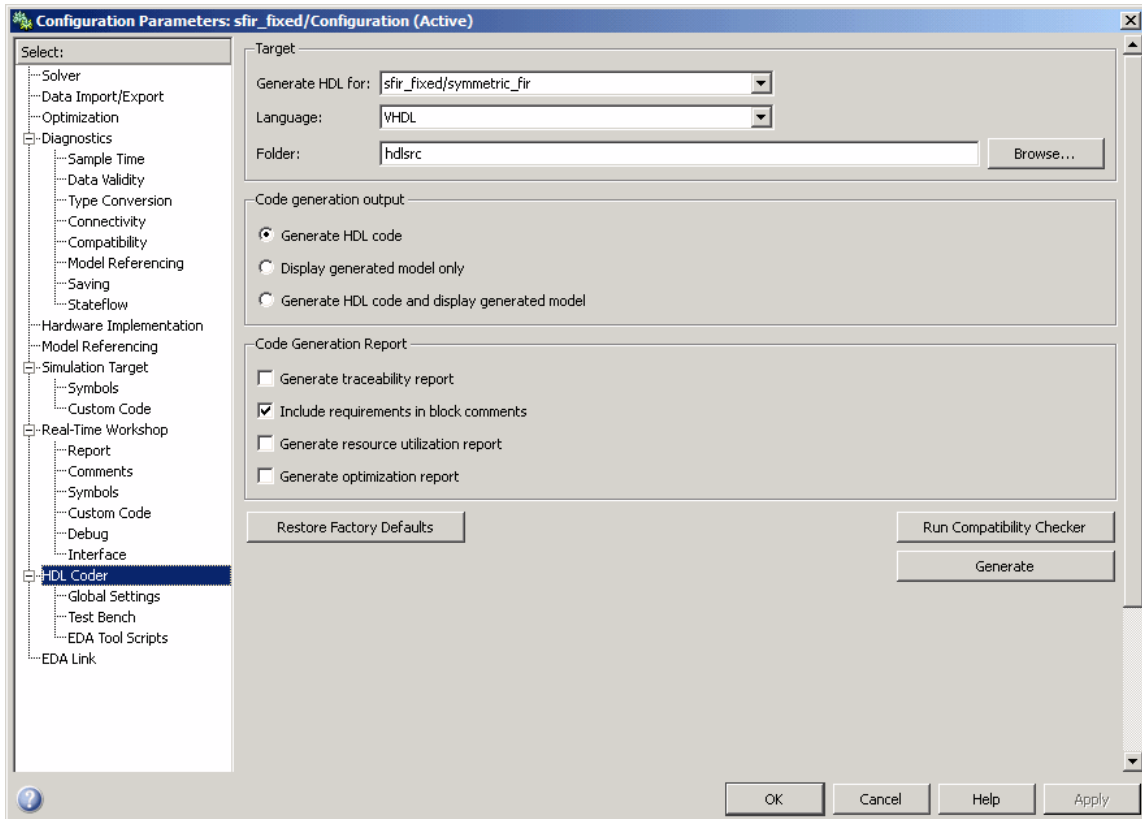 Configuration Parameters: sfir_fixed/Configuration (Active)
Select:
Solver
Data Import/Export
Optimization
Diagnostics
Sample Time
Data Validity
Type Conversion
Connectivity
Compatibility
Model Referencing
Saving
Stateflow
Hardware Implementation
Model Referencing
Simulation Target
Symbols
Custom Code
Real-Time Workshop
Report
Comments
Symbols
Custom Code
Debug
Interface
HDL Coder
Global Settings
Test Bench
EDA Tool Scripts
EDA Link
Target
Generate HDL for: sfir_fixed/symmetric_fir
Language: VHDL
Folder: hdlsrc Browse...
Code generation output
Generate HDL code
Display generated model only
Generate HDL code and display generated model
Code Generation Report
Generate traceability report
Include requirements in block comments
Generate resource utilization report
Generate optimization report
Restore Factory Defaults Run Compatibility Checker
Generate
OK Cancel Help Apply